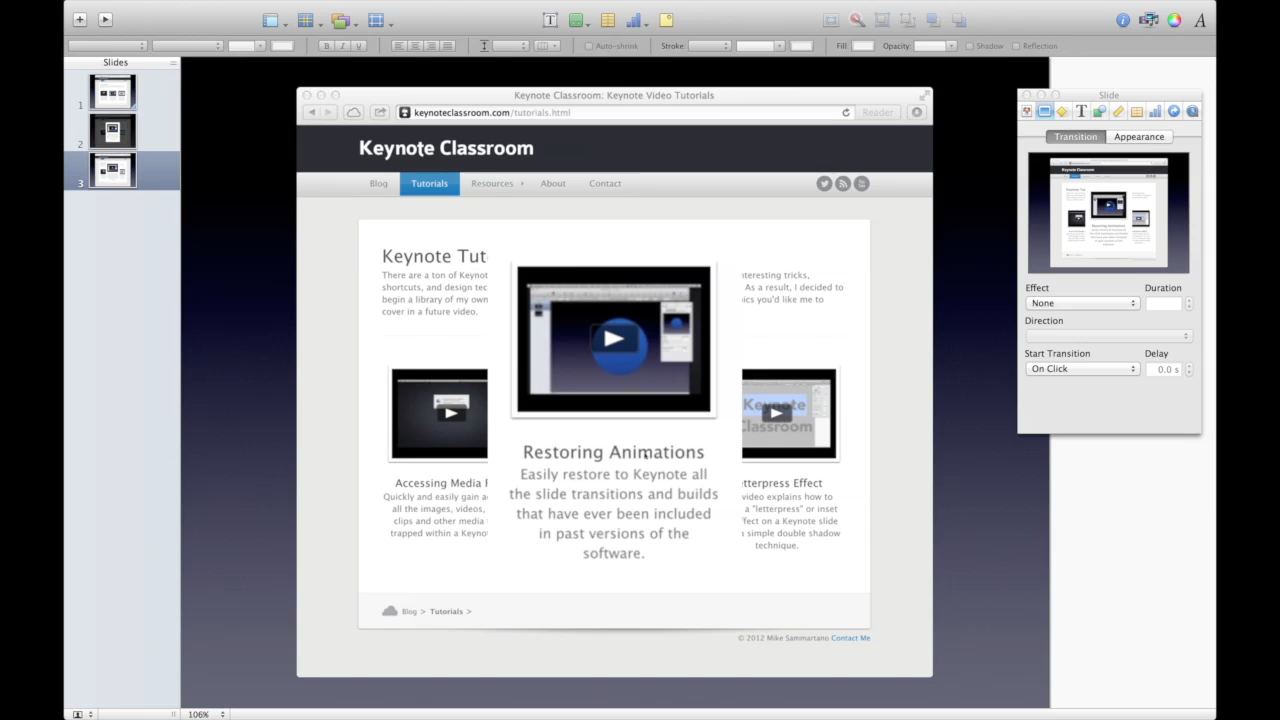 Auto-shrink
Stroke:
Fill:
Opacity:
Shadow
Reflection
Slides
1
2
3
Keynote Classroom: Keynote Video Tutorials
keynoteclassroom.com/tutorials.html
Reader
Keynote Classroom
Blog
Tutorials
Resources
About
Contact
Keynote Tut
There are a ton of Keynot
shortcuts, and design tec
begin a library of my own
cover in a future video.
nteresting tricks,
As a result, I decided to
ics you'd like me to
Accessing Media F
Quickly and easily gain a
all the images, videos,
clips and other media
trapped within a Keynot
Restoring Animations
Easily restore to Keynote all
the slide transitions and builds
that have ever been included
in past versions of the
software.
Keynote
Classroom
etterpress Effect
video explains how to
a "letterpress" or inset
ffect on a Keynote slide
simple double shadow
technique.
Blog > Tutorials >
© 2012 Mike Sammartano Contact Me
Slide
Transition
Appearance
Effect
Duration
None
Direction
Start Transition
Delay
On Click
0.0 s
106%